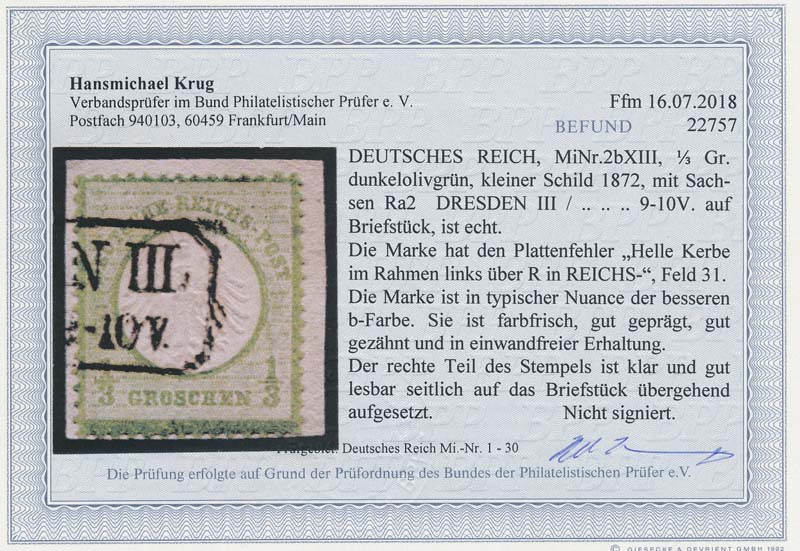 Hansmichael Krug
Verbandsprüfer im Bund Philatelistischer Prüfer e. V.
Postfach 940103, 60459 Frankfurt/Main
Ffm 16.07.2018
BEFUND 22757
DEUTSCHES REICH, MiNr.2bXIII, ⅓ Gr.
dunkelolivgrün, kleiner Schild 1872, mit Sach-
sen Ra2 DRESDEN III / .. .. .. 9-10V. auf
Briefstück, ist echt.
Die Marke hat den Plattenfehler „Helle Kerbe
im Rahmen links über R in REICHS-“, Feld 31.
Die Marke ist in typischer Nuance der besseren
b-Farbe. Sie ist farbfrisch, gut geprägt, gut
gezähnt und in einwandfreier Erhaltung.
Der rechte Teil des Stempels ist klar und gut
lesbar seitlich auf das Briefstück übergehend
aufgesetzt. Nicht signiert.
REICHS-POST
N III.
-10V.
1/3 GROSCHEN 1/3
Deutsches Reich Mi.-Nr. 1 - 30
Die Prüfung erfolgte auf Grund der Prüfordnung des Bundes der Philatelistischen Prüfer e.V.
© GIESECKE & DEVRIENT GMBH 1992